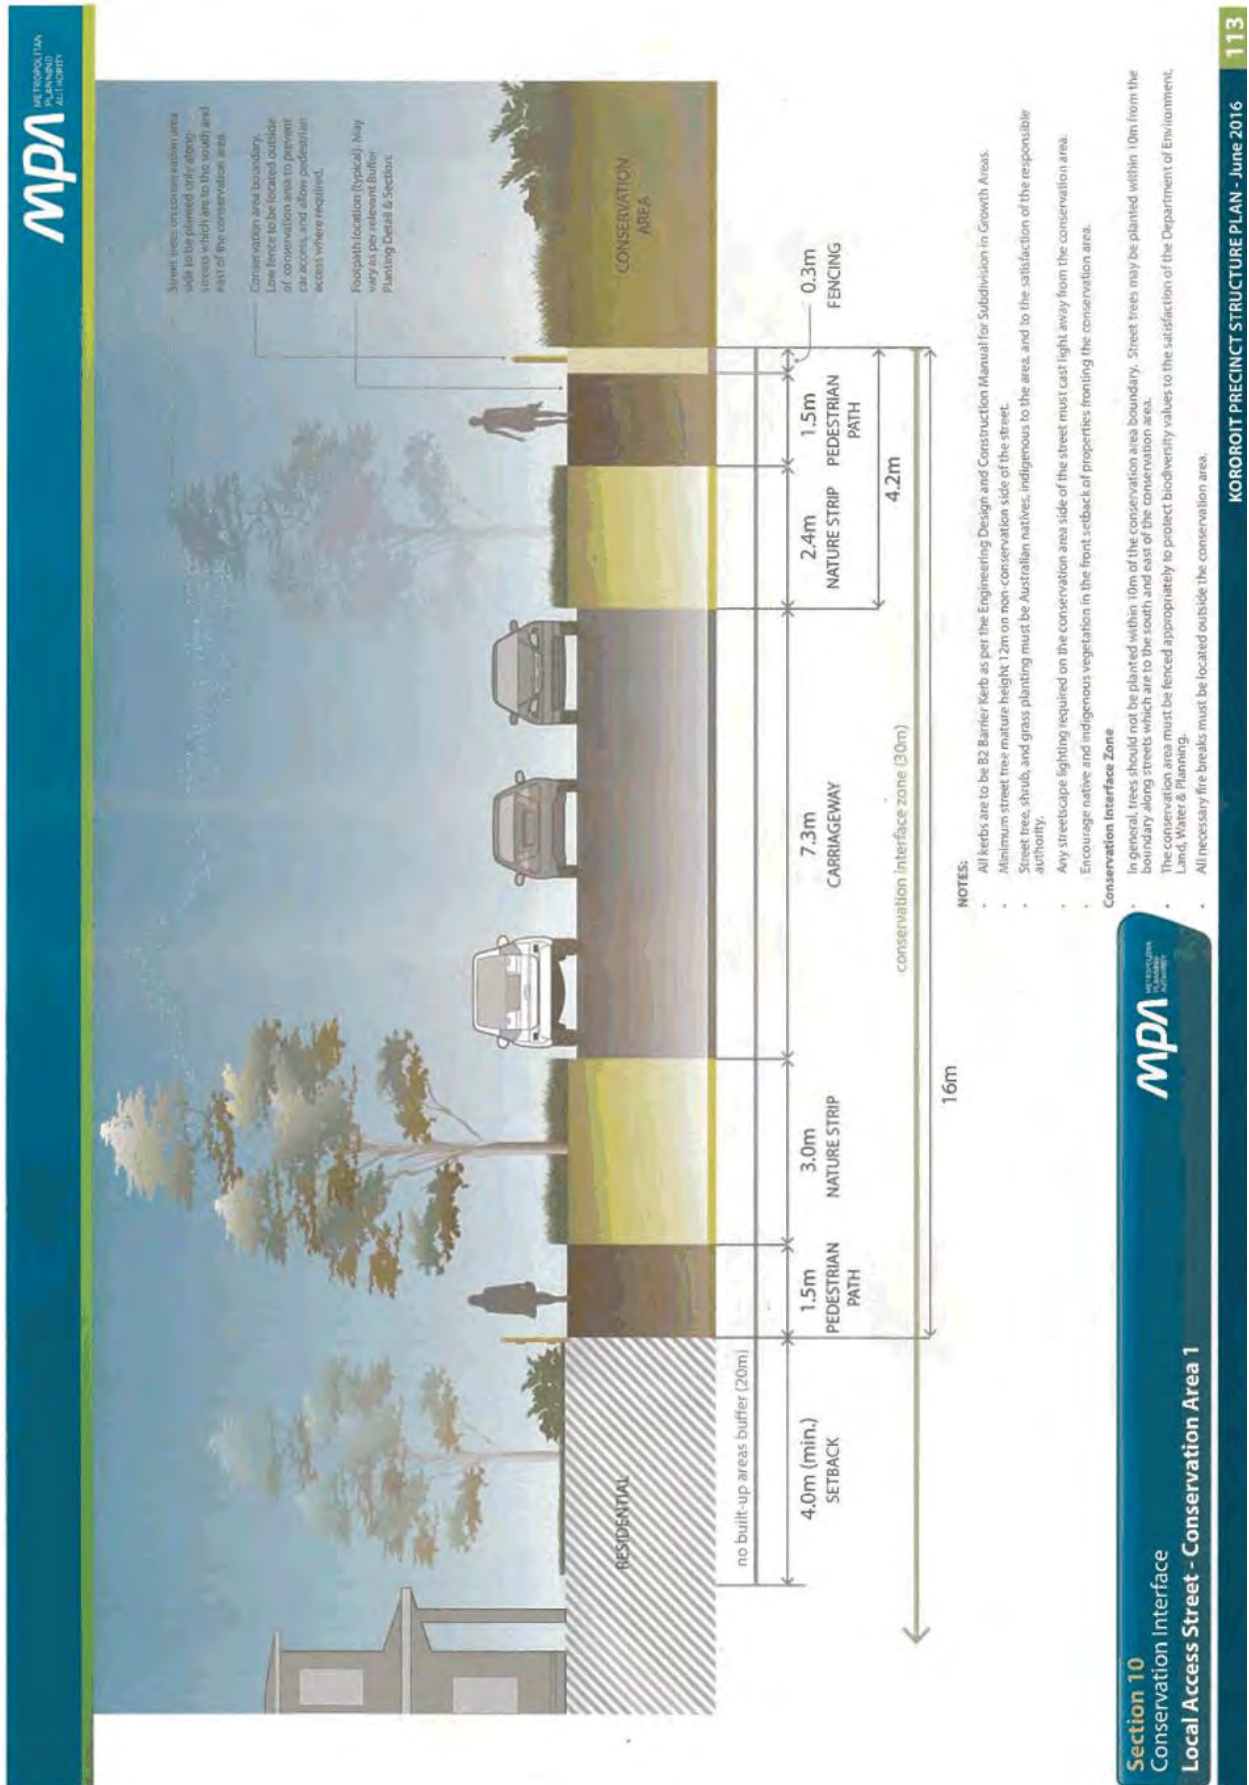 MPA METROPOLITAN
PLANNING
AUTHORITY
Street trees on conservation area
side to be planted only along
streets which are to the south and
east of the conservation area
Conservation area boundary.
Low fence to be located outside
of conservation area to prevent
car access, and allow pedestrian
access where required.
Footpath location (typical). May
vary as per relevant Buffer
Planting Detail & Section.
RESIDENTIAL
CONSERVATION
AREA
no built-up areas buffer (20m)
4.0m (min.)
SETBACK
1.5m
PEDESTRIAN
PATH
3.0m
NATURE STRIP
7.3m
CARRIAGEWAY
2.4m
NATURE STRIP
1.5m
PEDESTRIAN
PATH
0.3m
FENCING
4.2m
conservation interface zone (30m)
16m
NOTES:
• All kerbs are to be B2 Barrier Kerb as per the Engineering Design and Construction Manual for Subdivision in Growth Areas.
• Minimum street tree mature height 12m on non-conservation side of the street.
• Street tree, shrub, and grass planting must be Australian natives, indigenous to the area, and to the satisfaction of the responsible
authority.
• Any streetscape lighting required on the conservation area side of the street must cast light away from the conservation area.
• Encourage native and indigenous vegetation in the front setback of properties fronting the conservation area.
Conservation Interface Zone
• In general, trees should not be planted within 10m of the conservation area boundary. Street trees may be planted within 10m from the
boundary along streets which are to the south and east of the conservation area.
• The conservation area must be fenced appropriately to protect biodiversity values to the satisfaction of the Department of Environment,
Land, Water & Planning.
• All necessary fire breaks must be located outside the conservation area.
Section 10
Conservation Interface
Local Access Street - Conservation Area 1
MPA METROPOLITAN
PLANNING
AUTHORITY
KOROROIT PRECINCT STRUCTURE PLAN - June 2016
113